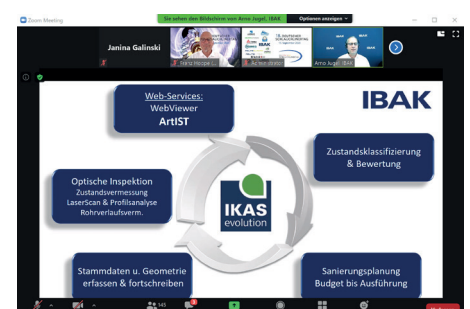 Zoom Meeting
Sie sehen den Bildschirm von Arno Jugel, IBAK
Optionen anzeigen
Janina Galinski
Arno Jugel, IBAK
IBAK
Web-Services:
WebViewer
ArtIST
Zustandsklassifizierung
& Bewertung
Optische Inspektion
Zustandsvermessung
LaserScan & Profilsanalyse
Rohrverlaufsverm.
IKAS
evolution
Stammdaten u. Geometrie
erfassen & fortschreiben
Sanierungsplanung
Budget bis Ausführung
145